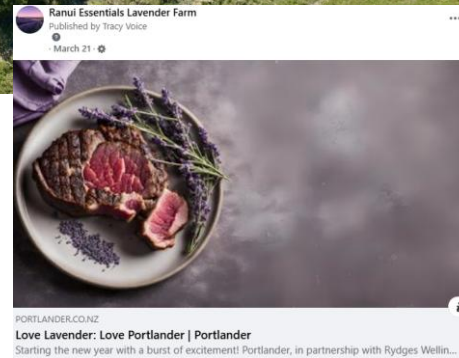 Ranui Essentials Lavender Farm
Published by Tracy Voice
· March 21 ·
PORTLANDER.CO.NZ
Love Lavender: Love Portlander | Portlander
Starting the new year with a burst of excitement! Portlander, in partnership with Rydges Wellin...